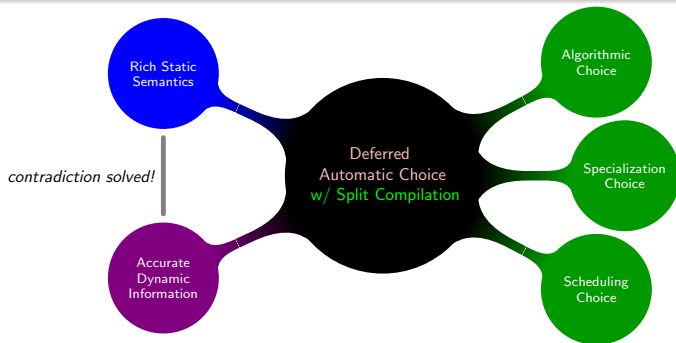 Rich Static
Semantics
contradiction solved!
Accurate
Dynamic
Information
Deferred
Automatic Choice
w/ Split Compilation
Algorithmic
Choice
Specialization
Choice
Scheduling
Choice